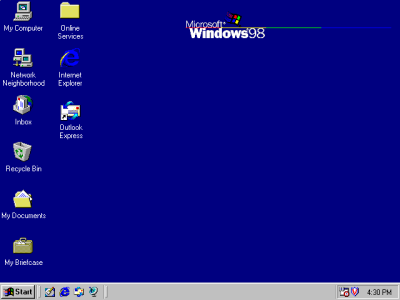 My Computer
Online
Services
Microsoft
Windows98
Network
Neighborhood
Internet
Explorer
Inbox
Outlook
Express
Recycle Bin
My Documents
My Briefcase
Start
4:30 PM